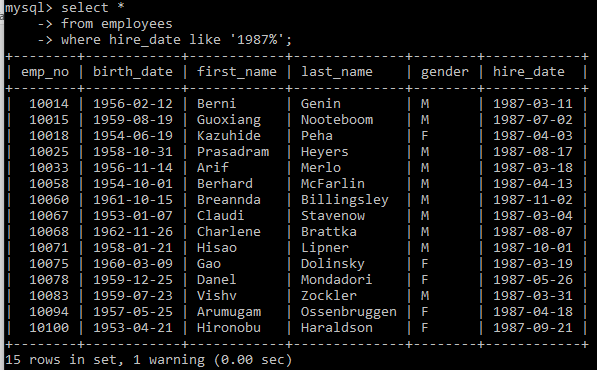 mysql> select *
    -> from employees
    -> where hire_date like '1987%';
+--------+------------+------------+--------------+--------+------------+
| emp_no | birth_date | first_name | last_name    | gender | hire_date  |
+--------+------------+------------+--------------+--------+------------+
|  10014 | 1956-02-12 | Berni      | Genin        | M      | 1987-03-11 |
|  10015 | 1959-08-19 | Guoxiang   | Nooteboom    | M      | 1987-07-02 |
|  10018 | 1954-06-19 | Kazuhide   | Peha         | F      | 1987-04-03 |
|  10025 | 1958-10-31 | Prasadram  | Heyers       | M      | 1987-08-17 |
|  10033 | 1956-11-14 | Arif       | Merlo        | M      | 1987-03-18 |
|  10058 | 1954-10-01 | Berhard    | McFarlin     | M      | 1987-04-13 |
|  10060 | 1961-10-15 | Breannda   | Billingsley  | M      | 1987-11-02 |
|  10067 | 1953-01-07 | Claudi     | Stavenow     | M      | 1987-03-04 |
|  10068 | 1962-11-26 | Charlene   | Brattka      | M      | 1987-08-07 |
|  10071 | 1958-01-21 | Hisao      | Lipner       | M      | 1987-10-01 |
|  10075 | 1960-03-09 | Gao        | Dolinsky     | F      | 1987-03-19 |
|  10078 | 1959-12-25 | Danel      | Mondadori    | F      | 1987-05-26 |
|  10083 | 1959-07-23 | Vishv      | Zockler      | M      | 1987-03-31 |
|  10094 | 1957-05-25 | Arumugam   | Ossenbruggen | F      | 1987-04-18 |
|  10100 | 1953-04-21 | Hironobu   | Haraldson    | F      | 1987-09-21 |
+--------+------------+------------+--------------+--------+------------+
15 rows in set, 1 warning (0.00 sec)